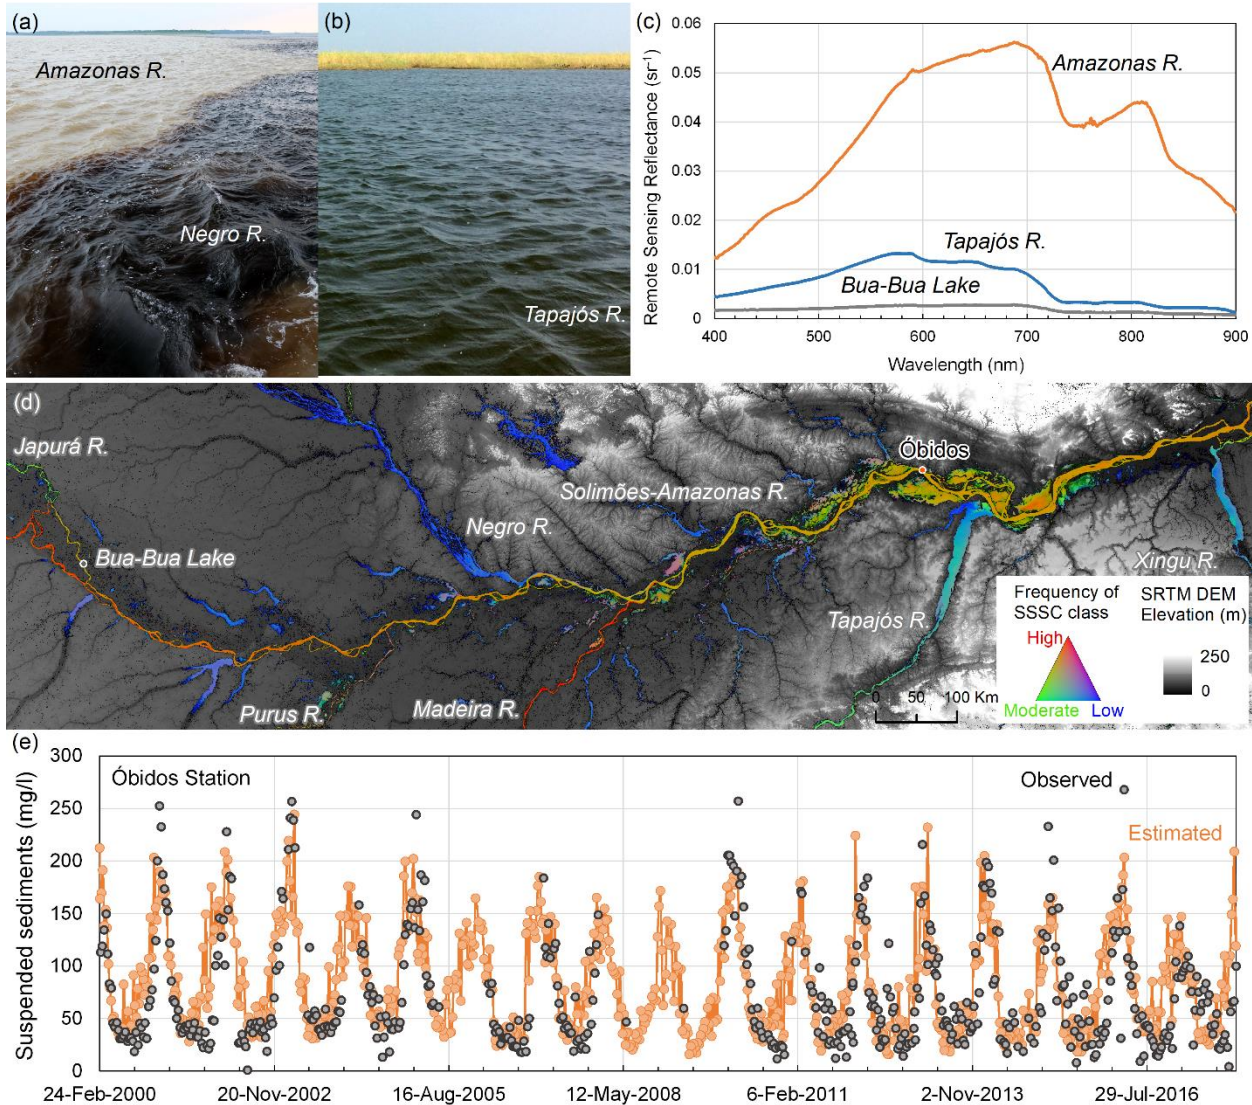 (a)
Amazonas R.
Negro R.
(b)
Tapajós R.
(c)
Remote Sensing Reflectance (sr⁻¹)
0.06
0.05
0.04
0.03
0.02
0.01
0
Amazonas R.
Tapajós R.
Bua-Bua Lake
400 500 600 700 800 900
Wavelength (nm)
(d)
Japurá R.
Bua-Bua Lake
Negro R.
Solimões-Amazonas R.
Óbidos
Purus R.
Madeira R.
Tapajós R.
Xingu R.
0 50 100 Km
Frequency of
SSSC class
High
Moderate Low
SRTM DEM
Elevation (m)
250
0
(e)
Suspended sediments (mg/l)
300
250
200
150
100
50
0
Óbidos Station
Observed
Estimated
24-Feb-2000 20-Nov-2002 16-Aug-2005 12-May-2008 6-Feb-2011 2-Nov-2013 29-Jul-2016